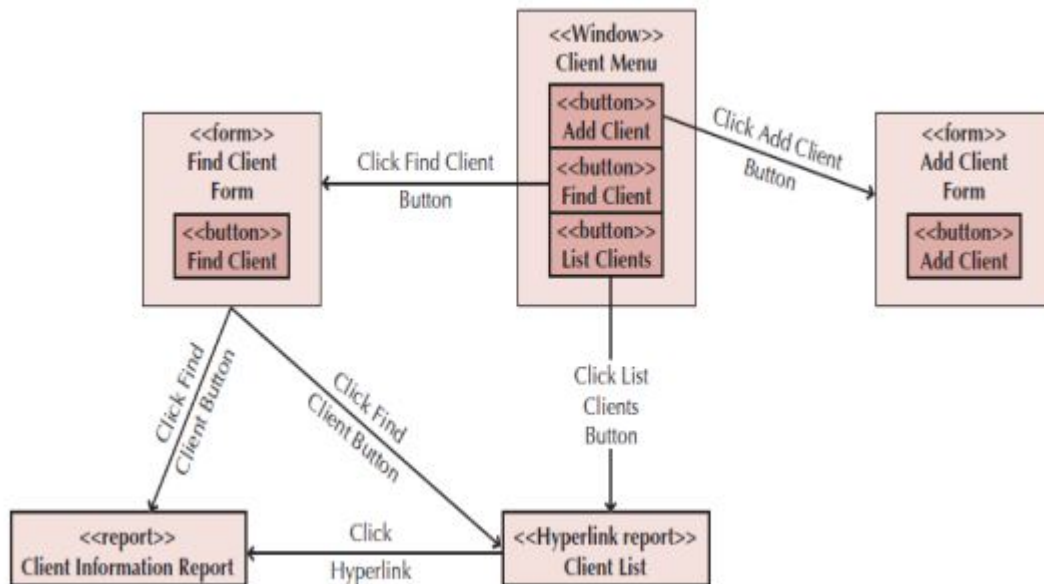 <<Window>>
Client Menu
<<button>>
Add Client
<<button>>
Find Client
<<button>>
List Clients
<<form>>
Find Client
Form
<<button>>
Find Client
Click Find Client
Button
Click Add Client
Button
<<form>>
Add Client
Form
<<button>>
Add Client
Click Find
Client Button
Click Find
Client Button
Click List
Clients
Button
<<report>>
Client Information Report
Click
Hyperlink
<<Hyperlink report>>
Client List